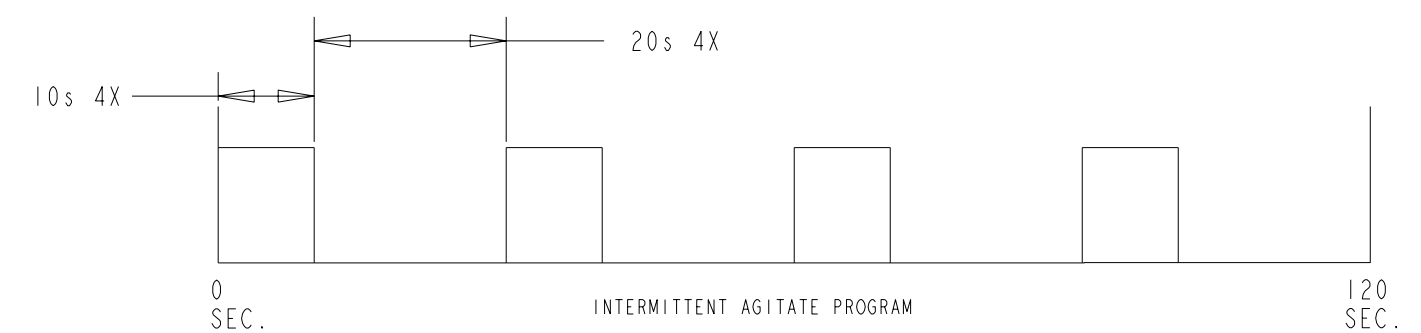 20s 4X
10s 4X
0
SEC.
INTERMITTENT AGITATE PROGRAM
120
SEC.